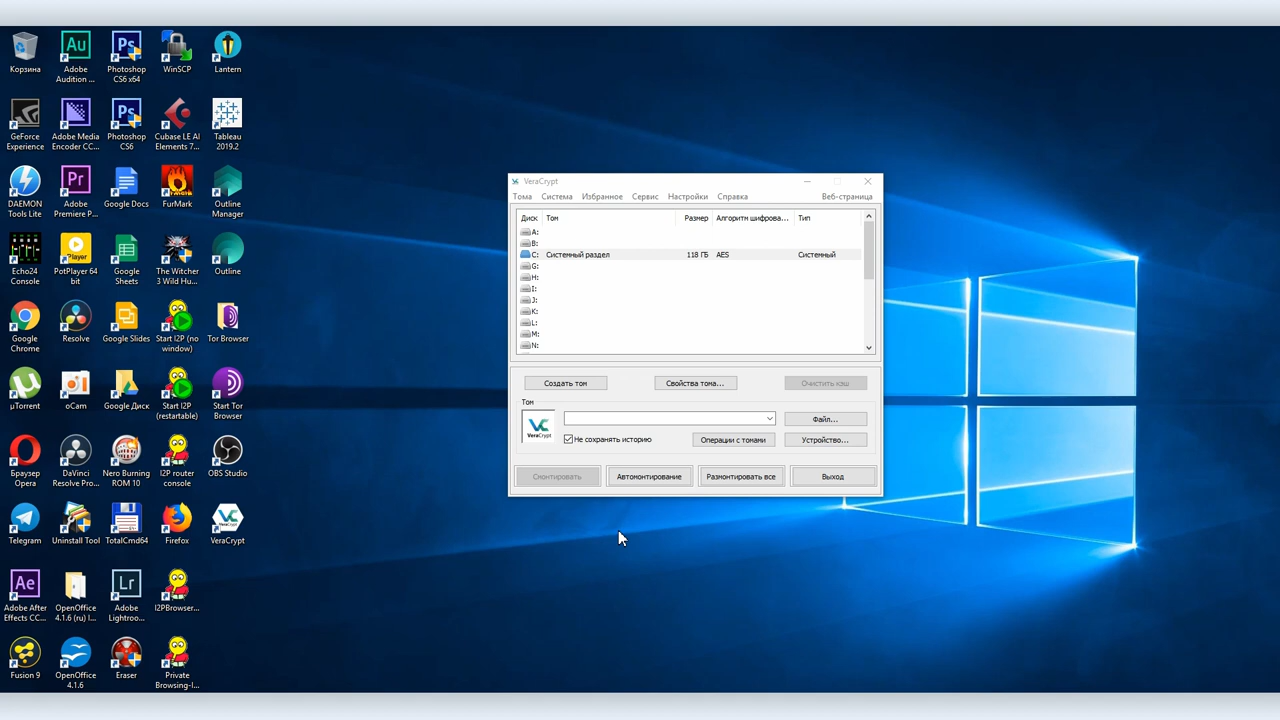 Корзина
Adobe
Audition ...
Photoshop
CS6 x64
WinSCP
Lantern
GeForce
Experience
Adobe Media
Encoder CC...
Photoshop
CS6
Cubase LE AI
Elements 7...
Tableau
2019.2
DAEMON
Tools Lite
Adobe
Premiere P...
Google Docs
FurMark
Outline
Manager
Echo24
Console
PotPlayer 64
bit
Google
Sheets
The Witcher
3 Wild Hu...
Outline
Google
Chrome
Resolve
Google Slides
Start I2P (no
window)
Tor Browser
µTorrent
oCam
Google Диск
Start I2P
(restartable)
Start Tor
Browser
Браузер
Opera
DaVinci
Resolve Pro...
Nero Burning
ROM 10
I2P router
console
OBS Studio
Telegram
Uninstall Tool
TotalCmd64
Firefox
VeraCrypt
Adobe After
Effects CC...
OpenOffice
4.1.6 (ru) I...
Adobe
Lightroo...
I2PBrowser...
Fusion 9
OpenOffice
4.1.6
Eraser
Private
Browsing-I...
VeraCrypt
Тома Система Избранное Сервис Настройки Справка Веб-страница
Диск Том Размер Алгоритм шифрова... Тип
A:
B:
C: Системный раздел 118 ГБ AES Системный
G:
H:
I:
J:
K:
L:
M:
N:
Создать том Свойства тома... Очистить кэш
Том
VeraCrypt
Файл...
Не сохранять историю Операции с томами Устройство...
Смонтировать Автомонтирование Размонтировать все Выход